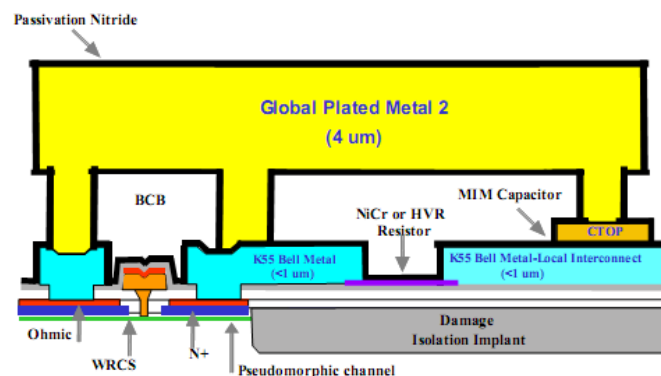 Passivation Nitride
Global Plated Metal 2
(4 um)
BCB
MIM Capacitor
NiCr or HVR
Resistor
CTOP
K55 Bell Metal
(<1 um)
K55 Bell Metal-Local Interconnect
(<1 um)
Ohmic
WRCS
N+
Pseudomorphic channel
Damage
Isolation Implant